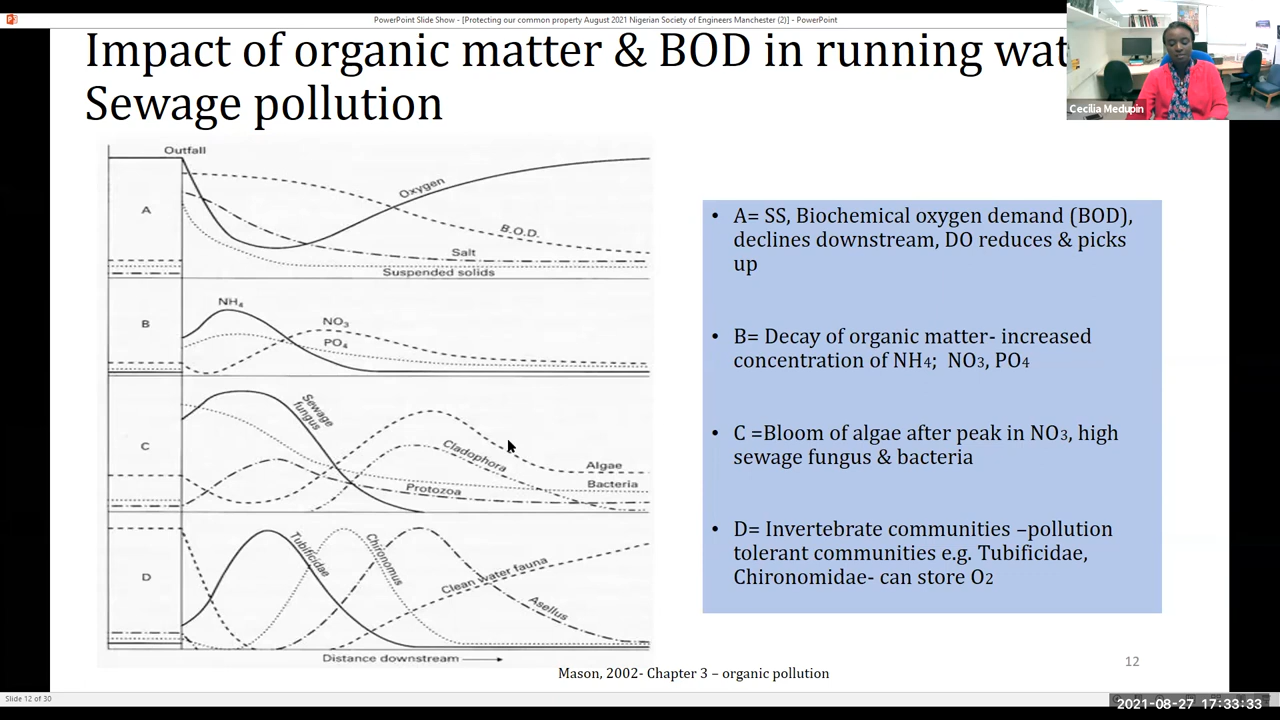 PowerPoint Slide Show - [Protecting our common property August 2021 Nigerian Society of Engineers Manchester (2)] - PowerPoint
Impact of organic matter & BOD in running wat
Sewage pollution
Cecilia Medupin
Outfall
A
Oxygen
B.O.D.
Salt
Suspended solids
B
NH4
NO3
PO4
C
Sewage
fungus
Cladophora
Algae
Bacteria
Protozoa
D
Tubificidae
Chironomus
Clean water fauna
Asellus
Distance downstream
• A= SS, Biochemical oxygen demand (BOD),
declines downstream, DO reduces & picks
up
• B= Decay of organic matter- increased
concentration of NH4; NO3, PO4
• C =Bloom of algae after peak in NO3, high
sewage fungus & bacteria
• D= Invertebrate communities –pollution
tolerant communities e.g. Tubificidae,
Chironomidae- can store O2
12
Mason, 2002- Chapter 3 – organic pollution
Slide 12 of 30
2021-08-27 17:33:33